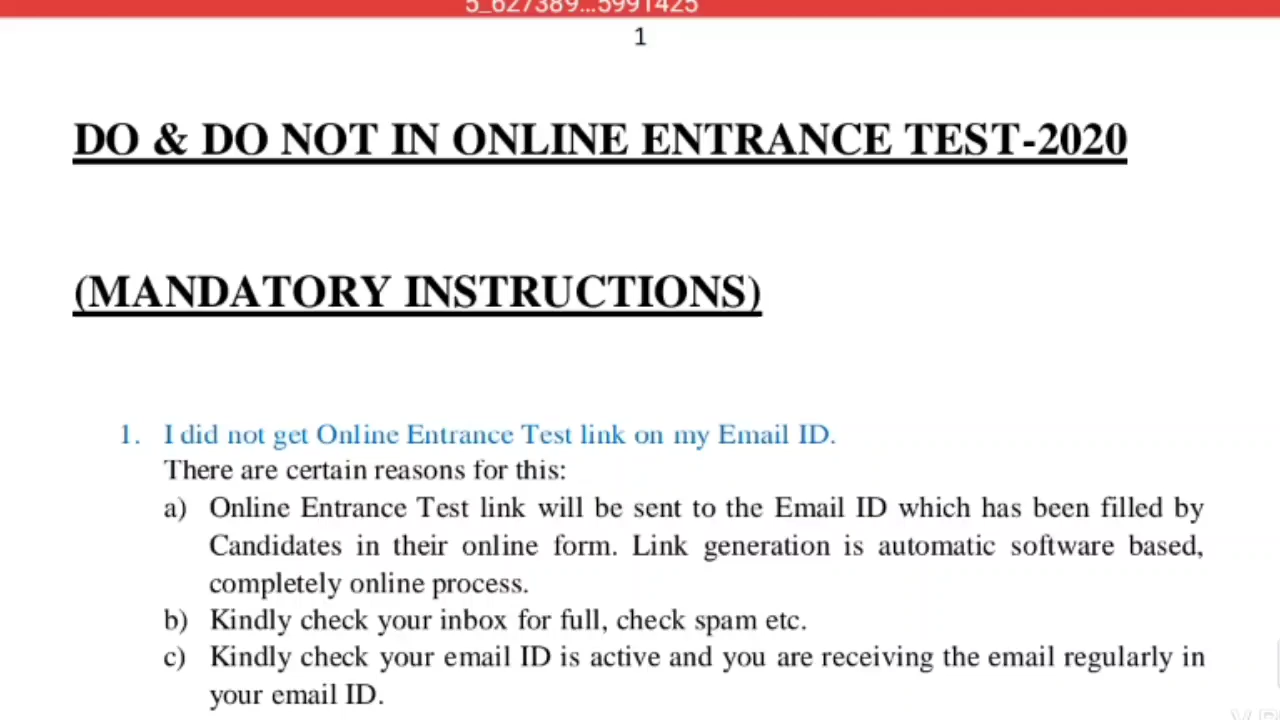 5_627389...5991425
1
DO & DO NOT IN ONLINE ENTRANCE TEST-2020
(MANDATORY INSTRUCTIONS)
1. I did not get Online Entrance Test link on my Email ID.
There are certain reasons for this:
a) Online Entrance Test link will be sent to the Email ID which has been filled by
Candidates in their online form. Link generation is automatic software based,
completely online process.
b) Kindly check your inbox for full, check spam etc.
c) Kindly check your email ID is active and you are receiving the email regularly in
your email ID.